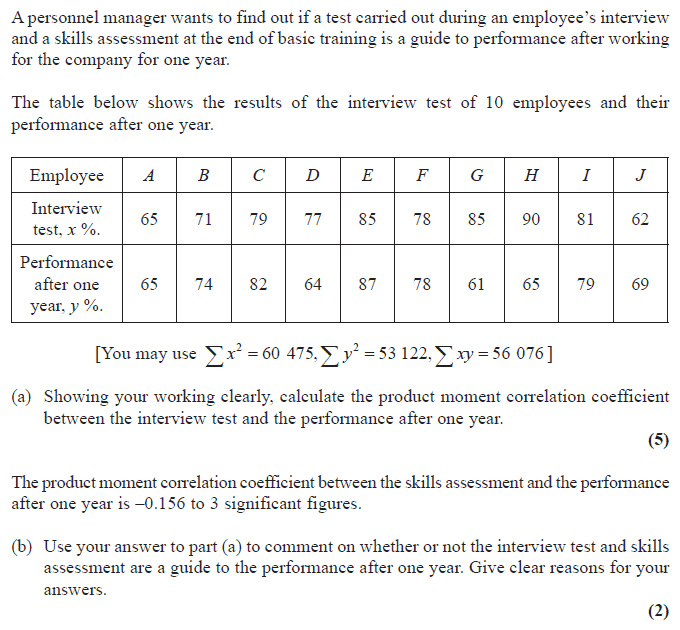 A personnel manager wants to find out if a test carried out during an employee's interview
and a skills assessment at the end of basic training is a guide to performance after working
for the company for one year.
The table below shows the results of the interview test of 10 employees and their
performance after one year.
Employee A B C D E F G H I J
Interview
test, x %. 65 71 79 77 85 78 85 90 81 62
Performance
after one
year, y %. 65 74 82 64 87 78 61 65 79 69
[You may use ∑x² = 60 475, ∑y² = 53 122, ∑xy = 56 076]
(a) Showing your working clearly, calculate the product moment correlation coefficient
between the interview test and the performance after one year.
(5)
The product moment correlation coefficient between the skills assessment and the performance
after one year is –0.156 to 3 significant figures.
(b) Use your answer to part (a) to comment on whether or not the interview test and skills
assessment are a guide to the performance after one year. Give clear reasons for your
answers.
(2)